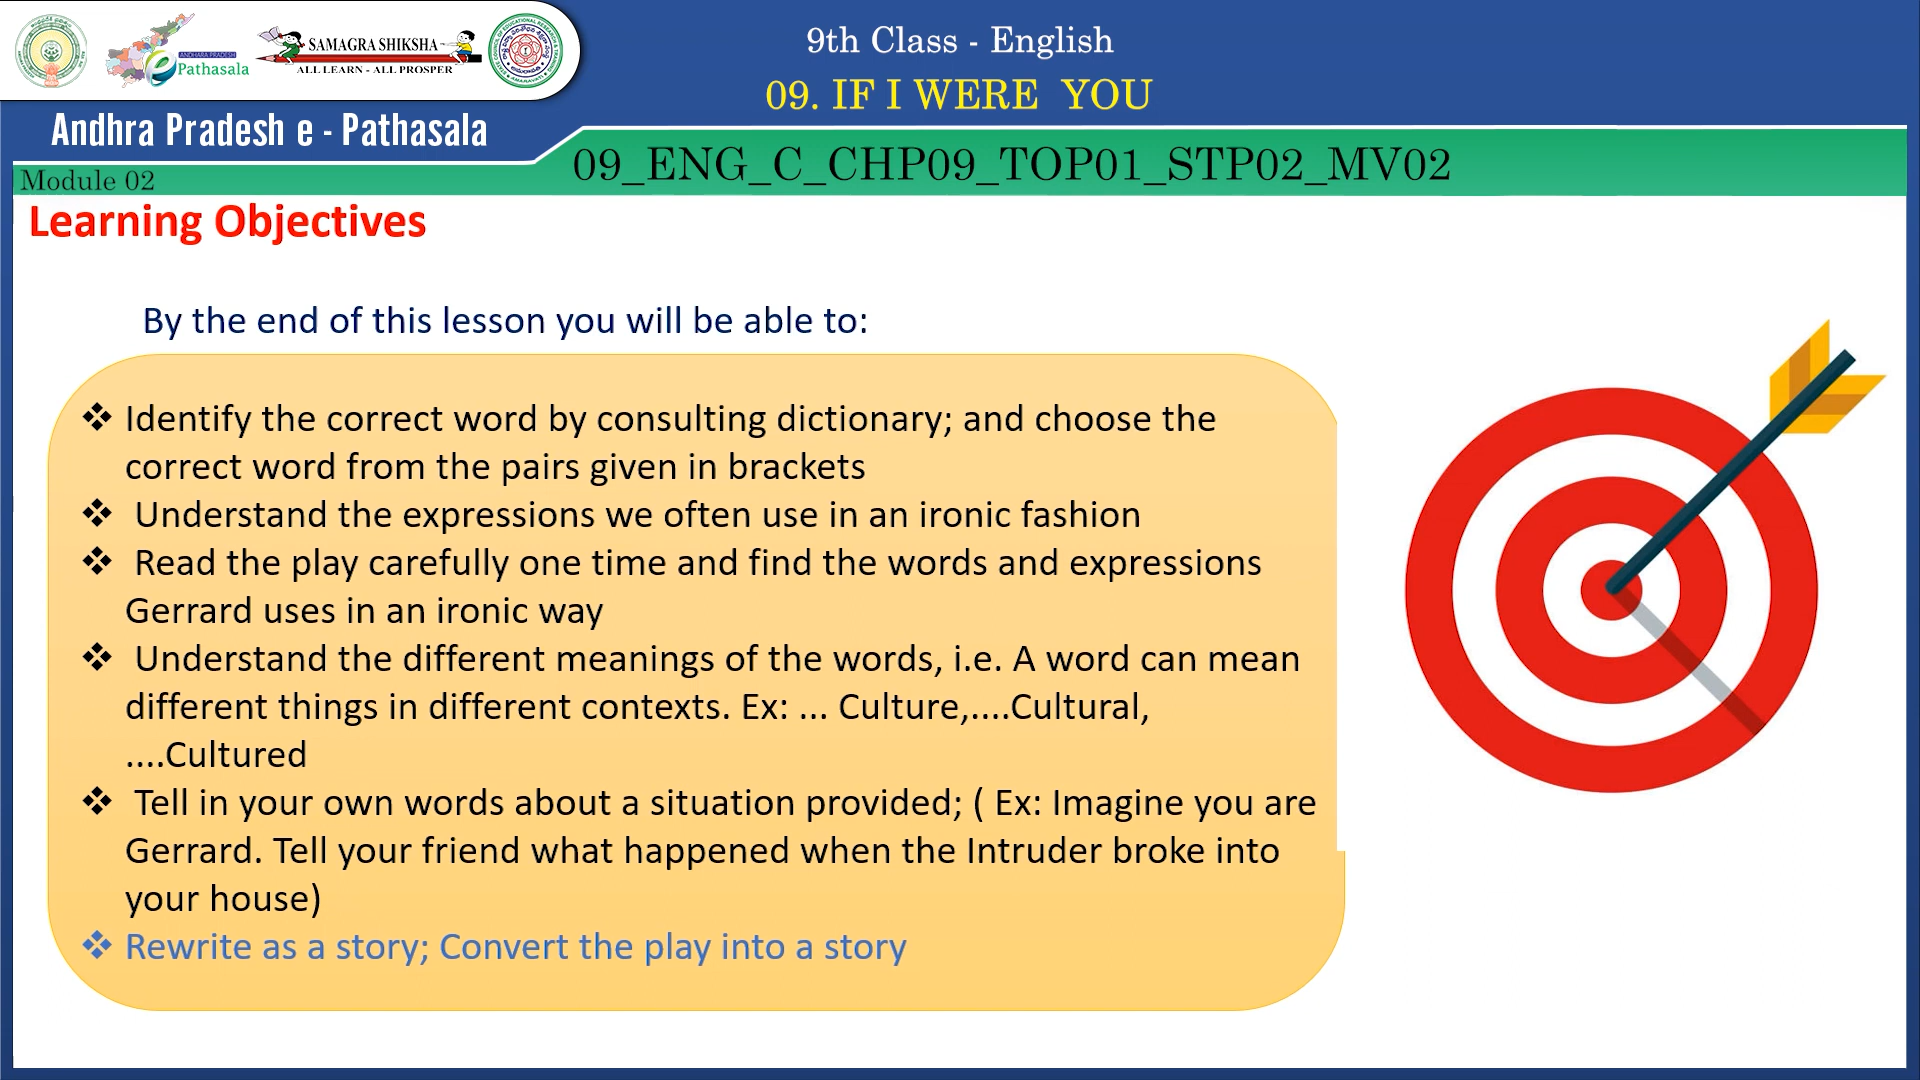 ANDHRA PRADESH
Pathasala
SAMAGRA SHIKSHA
ALL LEARN - ALL PROSPER
9th Class - English
09. IF I WERE YOU
Andhra Pradesh e - Pathasala
09_ENG_C_CHP09_TOP01_STP02_MV02
Module 02
Learning Objectives
By the end of this lesson you will be able to:
❖ Identify the correct word by consulting dictionary; and choose the
correct word from the pairs given in brackets
❖ Understand the expressions we often use in an ironic fashion
❖ Read the play carefully one time and find the words and expressions
Gerrard uses in an ironic way
❖ Understand the different meanings of the words, i.e. A word can mean
different things in different contexts. Ex: ... Culture,....Cultural,
....Cultured
❖ Tell in your own words about a situation provided; ( Ex: Imagine you are
Gerrard. Tell your friend what happened when the Intruder broke into
your house)
❖ Rewrite as a story; Convert the play into a story